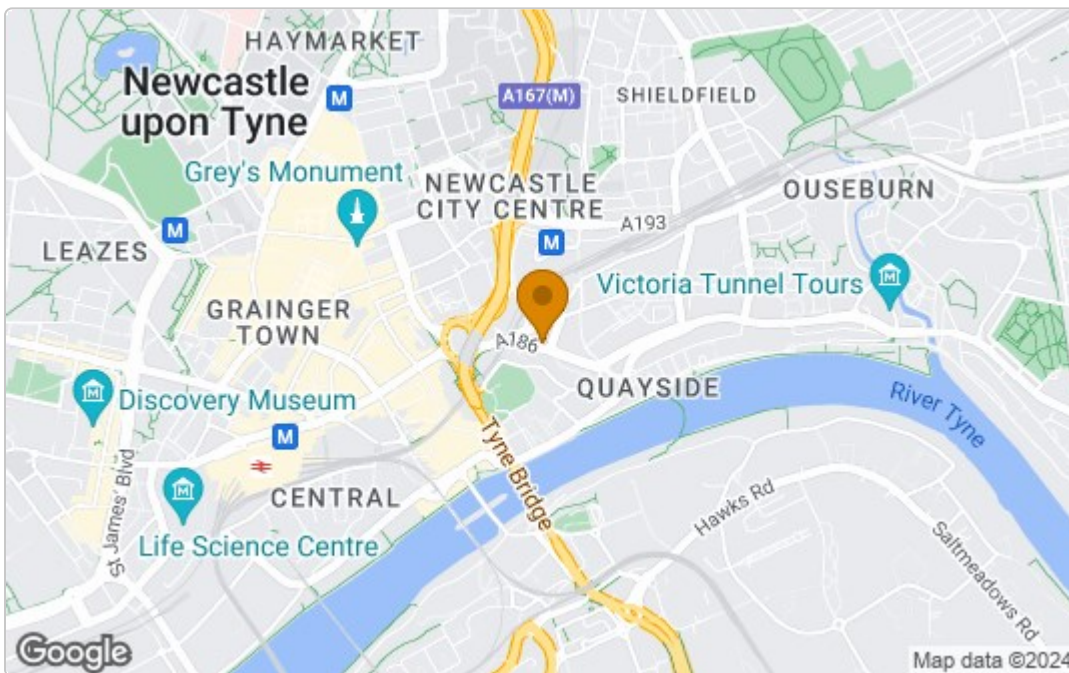 HAYMARKET
Newcastle
upon Tyne
M
A167(M)
SHIELDFIELD
Grey's Monument
NEWCASTLE
CITY CENTRE
OUSEBURN
A193
M
M
LEAZES
Victoria Tunnel Tours
GRAINGER
TOWN
A186
QUAYSIDE
Discovery Museum
River Tyne
M
Tyne Bridge
St James' Blvd
CENTRAL
Hawks Rd
Life Science Centre
Saltmeadows Rd
Google
Map data ©2024